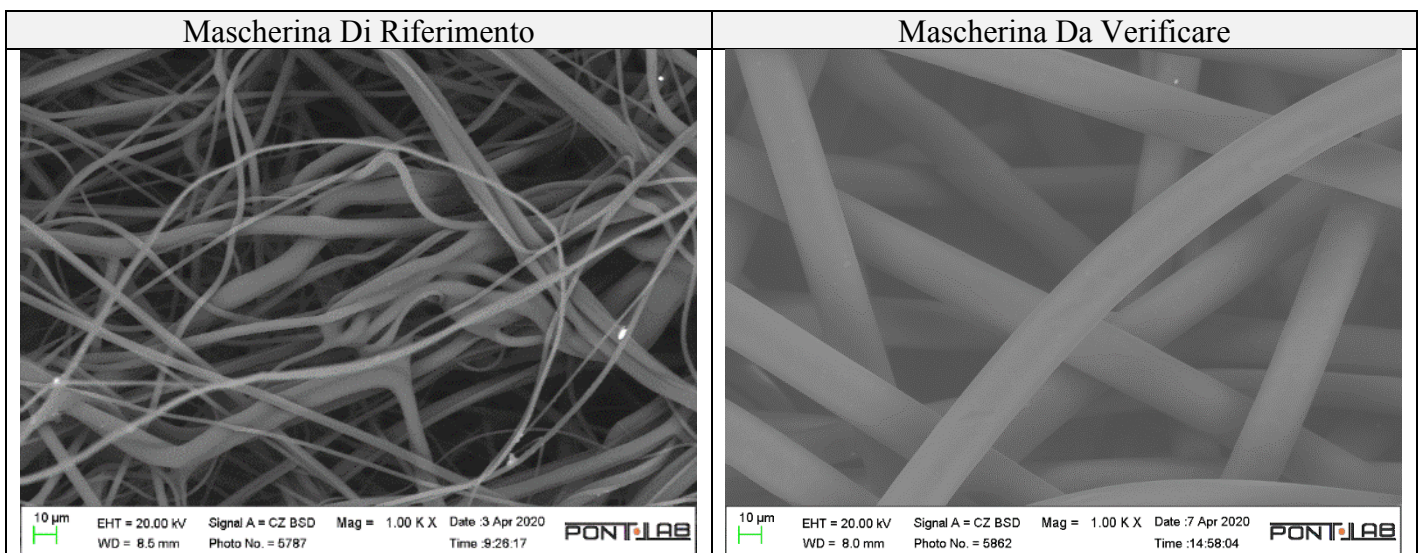 Mascherina Di Riferimento
Mascherina Da Verificare
10 µm
EHT = 20.00 kV Signal A = CZ BSD Mag = 1.00 K X Date :3 Apr 2020
WD = 8.5 mm Photo No. = 5787 Time :9:26:17
PONTLAB
10 µm
EHT = 20.00 kV Signal A = CZ BSD Mag = 1.00 K X Date :7 Apr 2020
WD = 8.0 mm Photo No. = 5862 Time :14:58:04
PONTLAB